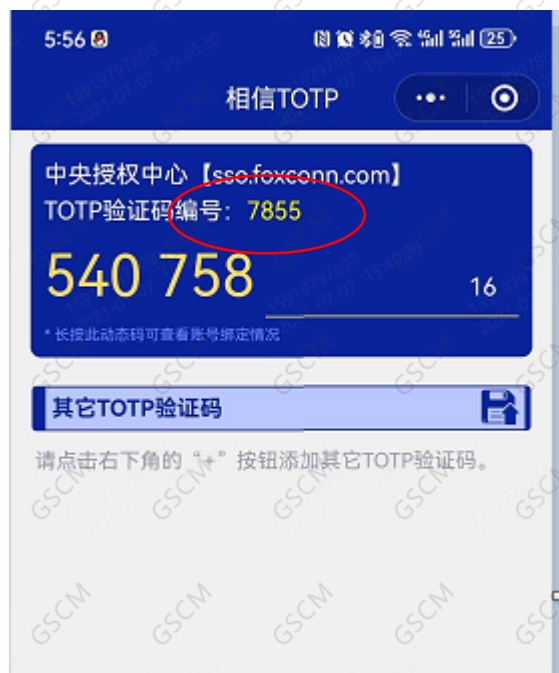 5:56
25
相信TOTP
中央授权中心【sso.foxconn.com】
TOTP验证码编号：7855
540 758
16
* 长按此动态码可查看账号绑定情况
其它TOTP验证码
请点击右下角的“+”按钮添加其它TOTP验证码。
GSCM